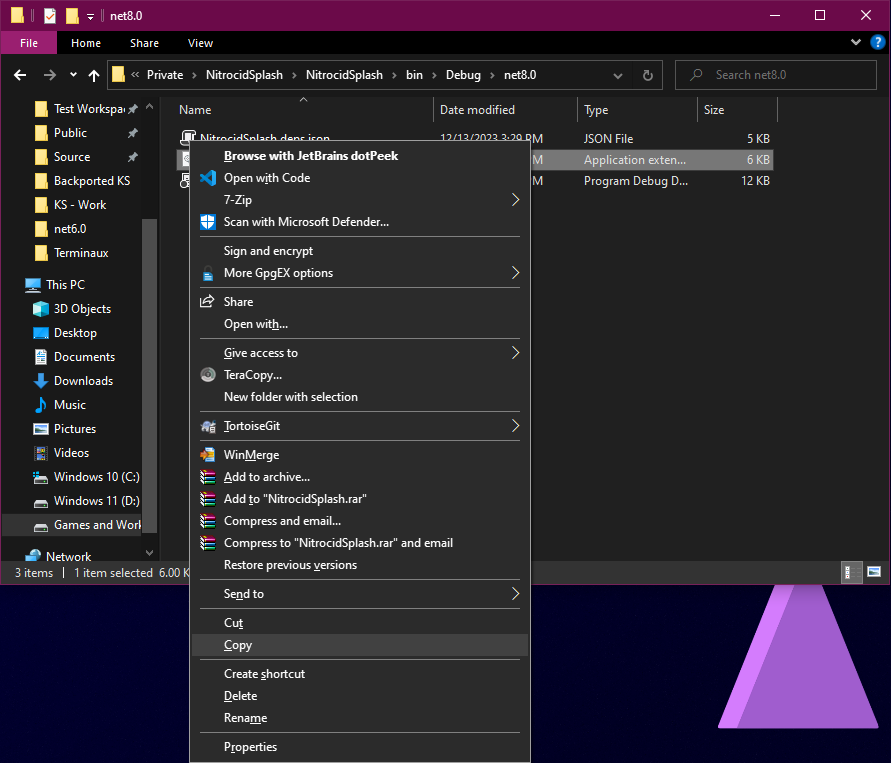 net8.0
File Home Share View
Private NitrocidSplash NitrocidSplash bin Debug net8.0
Search net8.0
Test Workspa
Public
Source
Backported KS
KS - Work
net6.0
Terminaux
This PC
3D Objects
Desktop
Documents
Downloads
Music
Pictures
Videos
Windows 10 (C:)
Windows 11 (D:)
Games and Work
Network
Name Date modified Type Size
NitrocidSplash.deps.json 12/13/2023 3:29 PM JSON File 5 KB
M Application exten... 6 KB
M Program Debug D... 12 KB
Browse with JetBrains dotPeek
Open with Code
7-Zip
Scan with Microsoft Defender...
Sign and encrypt
More GpgEX options
Share
Open with...
Give access to
TeraCopy...
New folder with selection
TortoiseGit
WinMerge
Add to archive...
Add to "NitrocidSplash.rar"
Compress and email...
Compress to "NitrocidSplash.rar" and email
Restore previous versions
Send to
Cut
Copy
Create shortcut
Delete
Rename
Properties
3 items 1 item selected 6.00 K